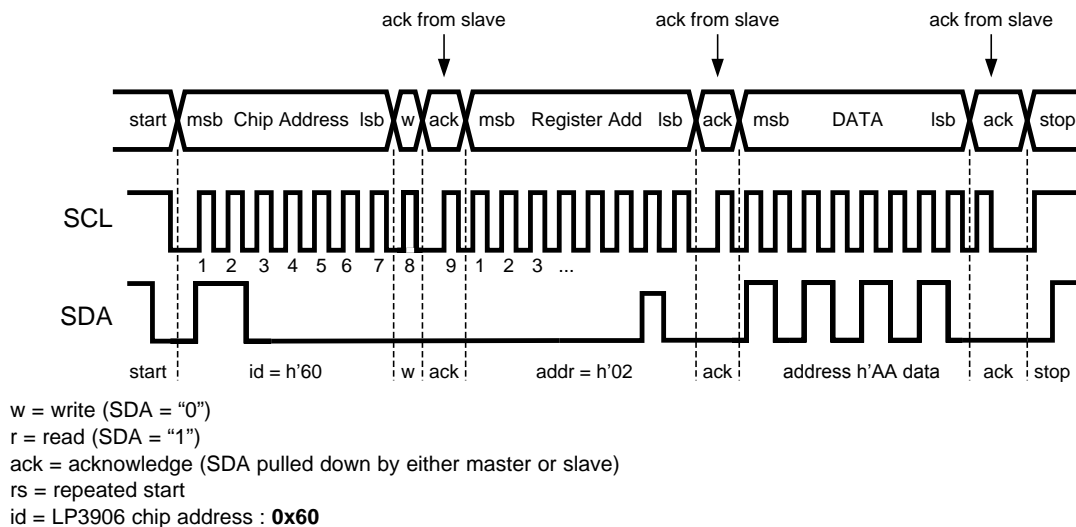 ack from slave ack from slave ack from slave
start msb Chip Address lsb w ack msb Register Add lsb ack msb DATA lsb ack stop
SCL
1 2 3 4 5 6 7 8 9 1 2 3 ...
SDA
start id = h’60 w ack addr = h’02 ack address h’AA data ack stop
w = write (SDA = “0”)
r = read (SDA = “1”)
ack = acknowledge (SDA pulled down by either master or slave)
rs = repeated start
id = LP3906 chip address : 0x60